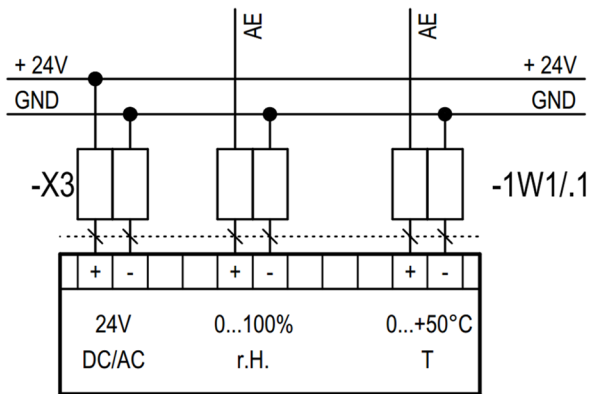 AE AE
+ 24V + 24V
GND GND
-X3 -1W1/.1
+ - + - + -
24V 0...100% 0...+50°C
DC/AC r.H. T